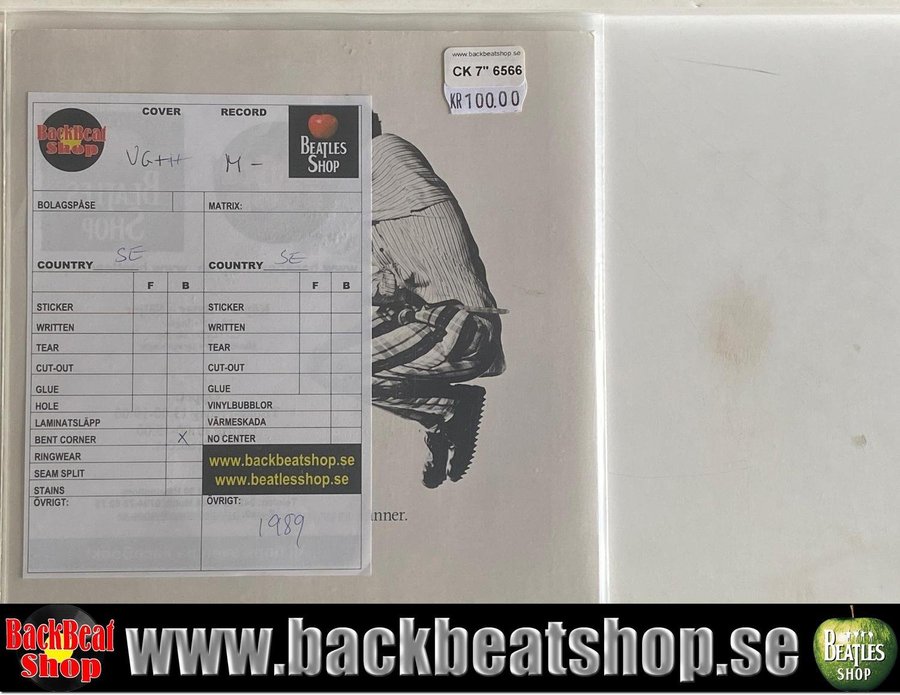 www.backbeatshop.se
CK 7" 6566
KR100.00
COVER RECORD
BackBeat
Shop
VG++ M-
BEATLES
SHOP
BOLAGSPÅSE MATRIX:
COUNTRY SE COUNTRY SE
F B F B
STICKER STICKER
WRITTEN WRITTEN
TEAR TEAR
CUT-OUT CUT-OUT
GLUE GLUE
HOLE VINYLBUBBLOR
LAMINATSLÄPP VÄRMESKADA
BENT CORNER X NO CENTER
RINGWEAR www.backbeatshop.se
SEAM SPLIT www.beatlesshop.se
STAINS
ÖVRIGT: ÖVRIGT:
1989
anner.
BackBeat
Shop
www.backbeatshop.se
BEATLES
SHOP